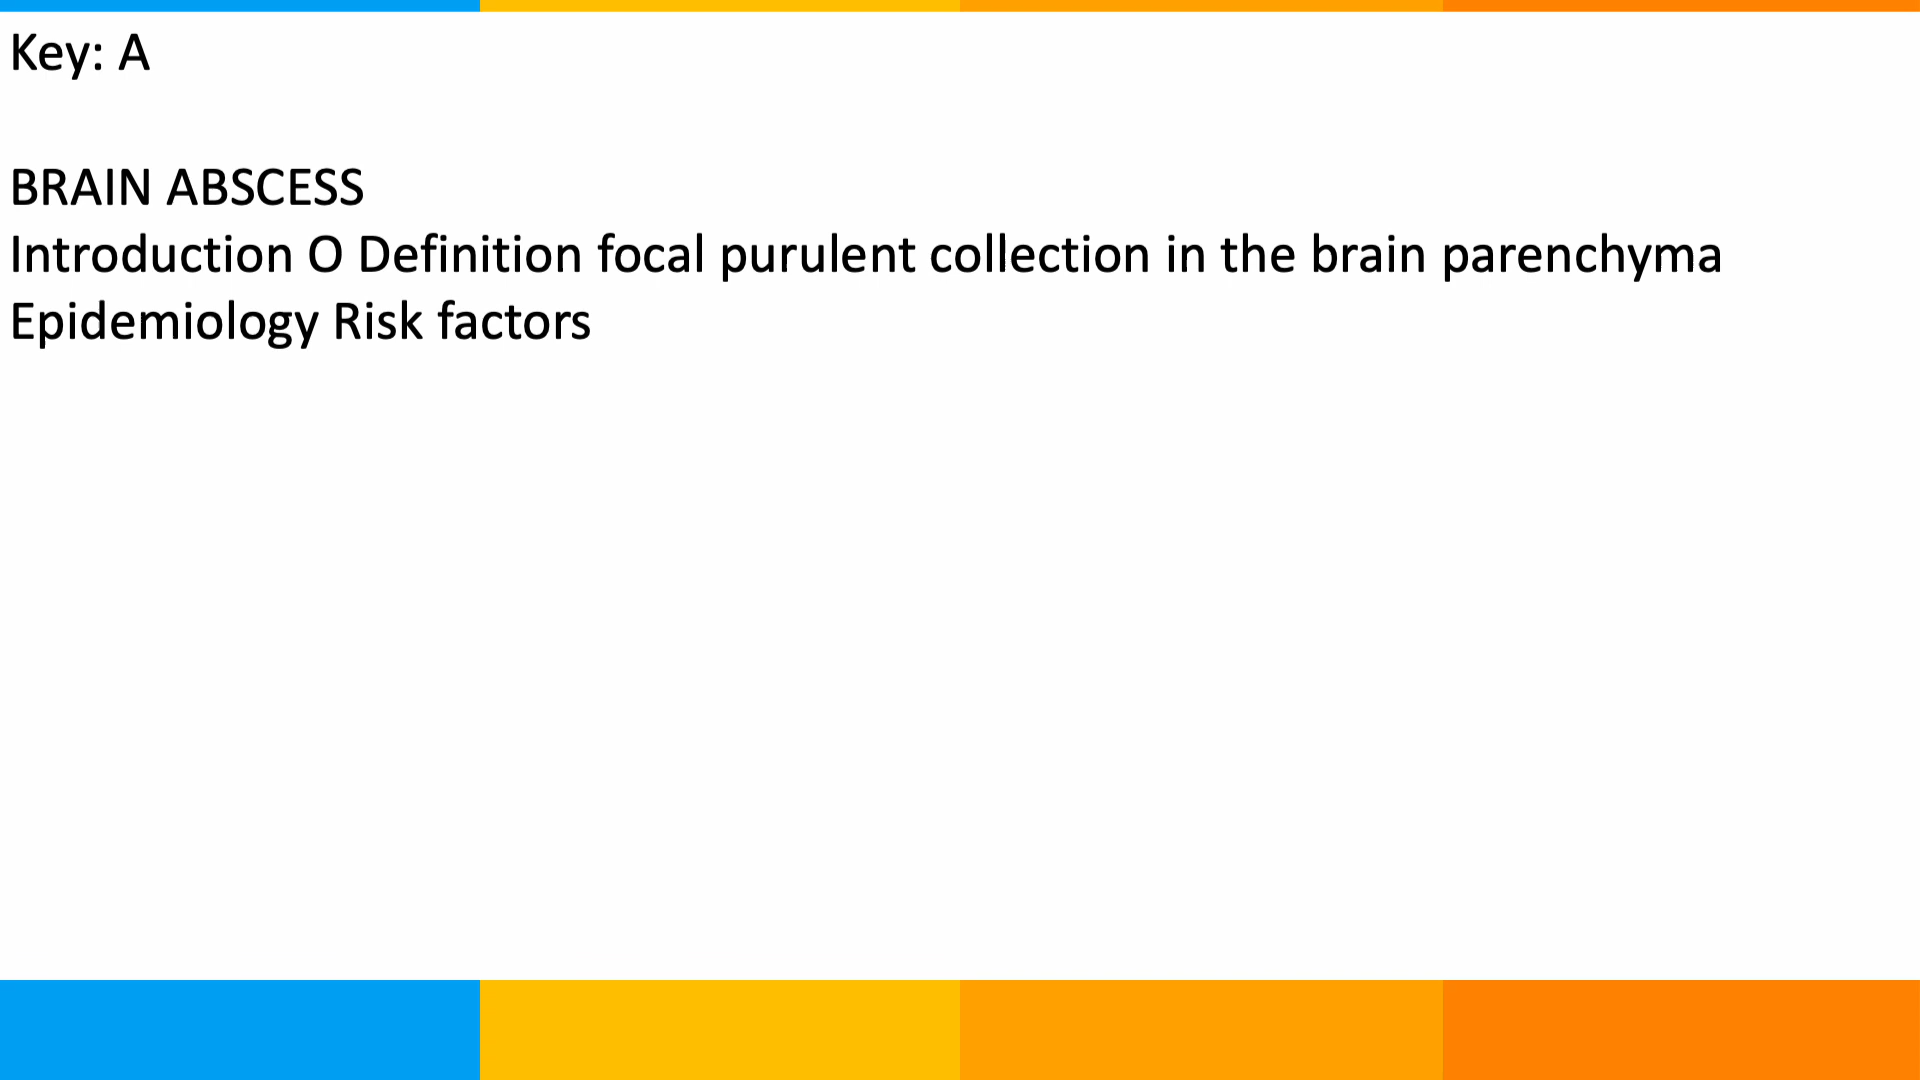 Key: A
BRAIN ABSCESS
Introduction O Definition focal purulent collection in the brain parenchyma
Epidemiology Risk factors